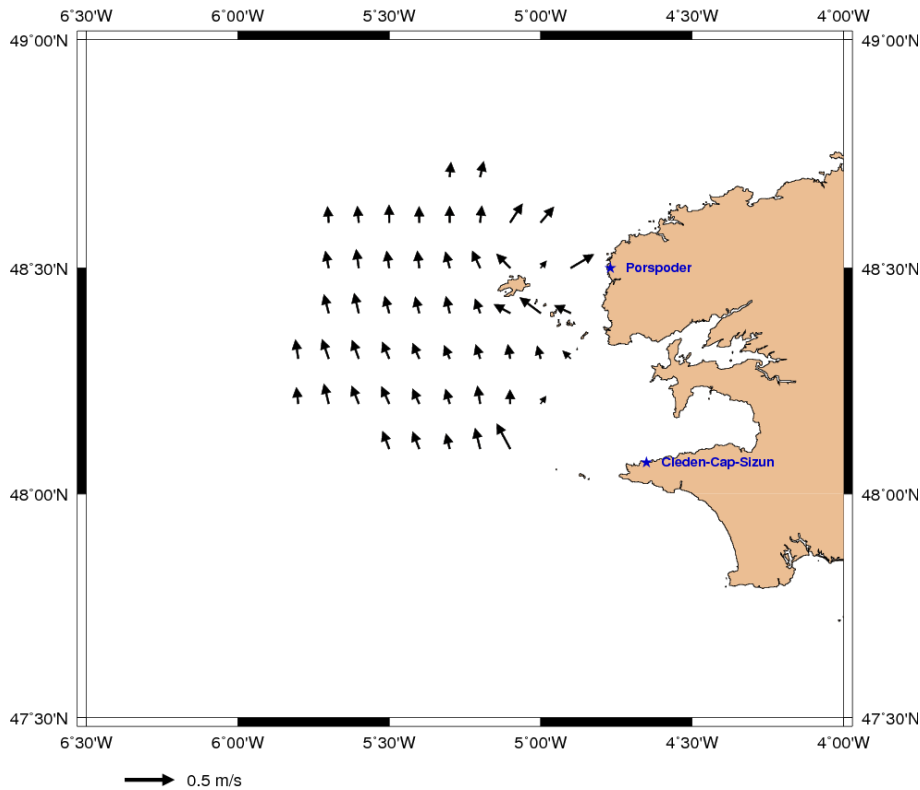 6˚30'W 6˚00'W 5˚30'W 5˚00'W 4˚30'W 4˚00'W
49˚00'N 49˚00'N
48˚30'N Porspoder 48˚30'N
Cleden-Cap-Sizun
48˚00'N 48˚00'N
47˚30'N 47˚30'N
6˚30'W 6˚00'W 5˚30'W 5˚00'W 4˚30'W 4˚00'W
0.5 m/s